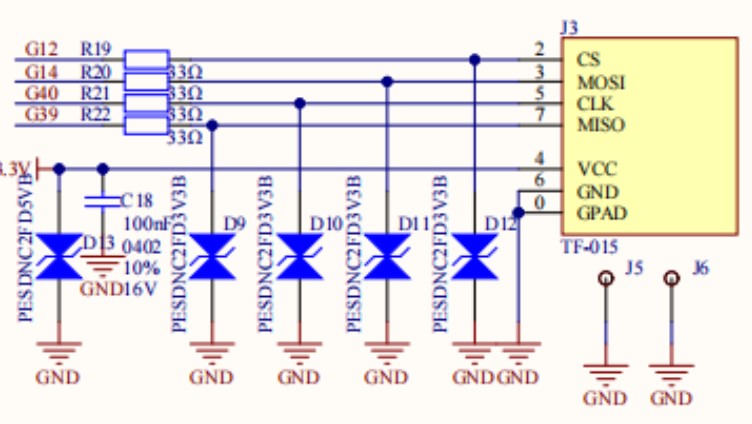 J3
G12 R19 2 CS
G14 R20 33Ω 3 MOSI
G40 R21 33Ω 5 CLK
G39 R22 33Ω 7 MISO
33Ω
3.3V 4 VCC
6 GND
0 GPAD
TF-015
PESDNC2FD5VB
D13
C18
100nF
0402
10%
16V
GND
PESDNC2FD3V3B
D9
PESDNC2FD3V3B
D10
PESDNC2FD3V3B
D11
PESDNC2FD3V3B
D12
J5
J6
GND
GND
GND
GND
GND
GND
GND
GND